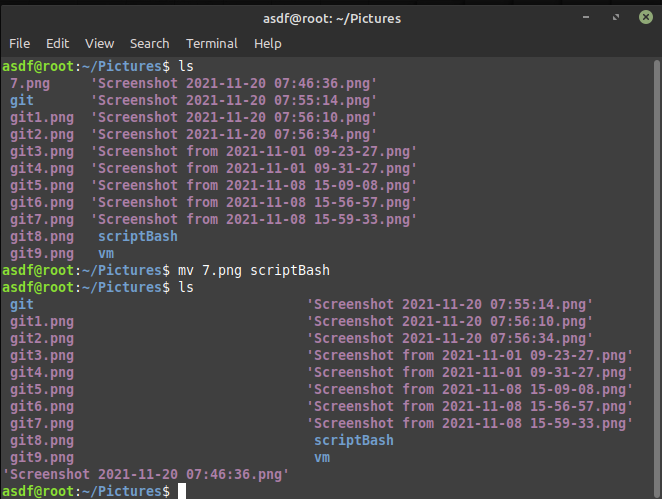 asdf@root: ~/Pictures
File Edit View Search Terminal Help
asdf@root:~/Pictures$ ls
7.png 'Screenshot 2021-11-20 07:46:36.png'
git 'Screenshot 2021-11-20 07:55:14.png'
git1.png 'Screenshot 2021-11-20 07:56:10.png'
git2.png 'Screenshot 2021-11-20 07:56:34.png'
git3.png 'Screenshot from 2021-11-01 09-23-27.png'
git4.png 'Screenshot from 2021-11-01 09-31-27.png'
git5.png 'Screenshot from 2021-11-08 15-09-08.png'
git6.png 'Screenshot from 2021-11-08 15-56-57.png'
git7.png 'Screenshot from 2021-11-08 15-59-33.png'
git8.png scriptBash
git9.png vm
asdf@root:~/Pictures$ mv 7.png scriptBash
asdf@root:~/Pictures$ ls
git 'Screenshot 2021-11-20 07:55:14.png'
git1.png 'Screenshot 2021-11-20 07:56:10.png'
git2.png 'Screenshot 2021-11-20 07:56:34.png'
git3.png 'Screenshot from 2021-11-01 09-23-27.png'
git4.png 'Screenshot from 2021-11-01 09-31-27.png'
git5.png 'Screenshot from 2021-11-08 15-09-08.png'
git6.png 'Screenshot from 2021-11-08 15-56-57.png'
git7.png 'Screenshot from 2021-11-08 15-59-33.png'
git8.png scriptBash
git9.png vm
'Screenshot 2021-11-20 07:46:36.png'
asdf@root:~/Pictures$